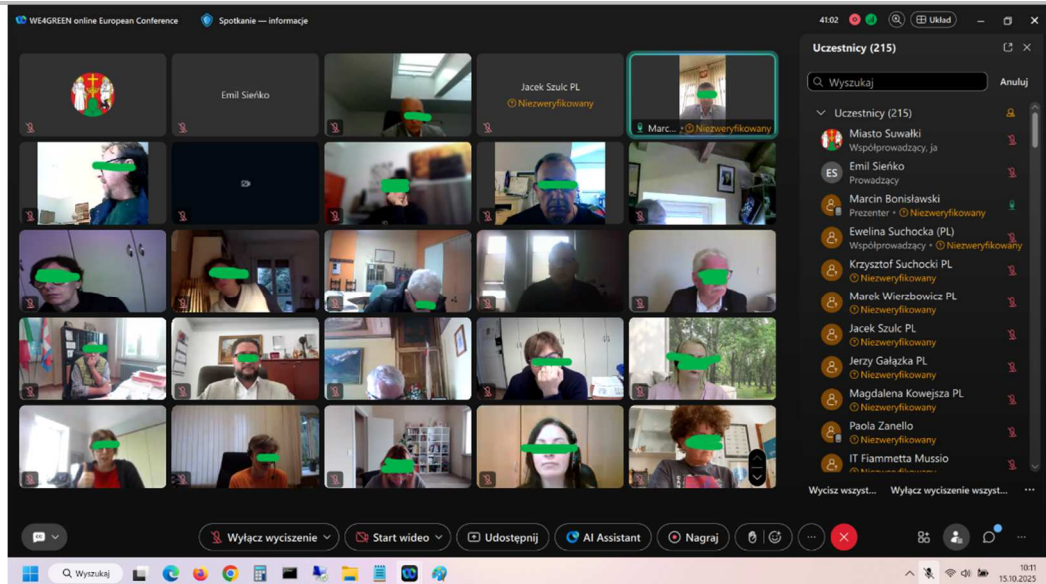 WE4GREEN online European Conference
Spotkanie — informacje
41:02
Układ
Emil Sieńko
Jacek Szulc PL
Niezweryfikowany
Marc... • Niezweryfikowany
Uczestnicy (215)
Wyszukaj
Anuluj
Uczestnicy (215)
Miasto Suwałki
Współprowadzący, ja
ES
Emil Sieńko
Prowadzący
Marcin Bonisławski
Prezenter • Niezweryfikowany
Ewelina Suchocka (PL)
Współprowadzący • Niezweryfikowany
Krzysztof Suchocki PL
Niezweryfikowany
Marek Wierzbowicz PL
Niezweryfikowany
Jacek Szulc PL
Niezweryfikowany
Jerzy Gałązka PL
Niezweryfikowany
Magdalena Kowejsza PL
Niezweryfikowany
Paola Zanello
Niezweryfikowany
IT Fiammetta Mussio
Niezweryfikowany
Wycisz wszyst...
Wyłącz wyciszenie wszyst...
Wyłącz wyciszenie
Start wideo
Udostępnij
AI Assistant
Nagraj
Wyszukaj
10:11
15.10.2025